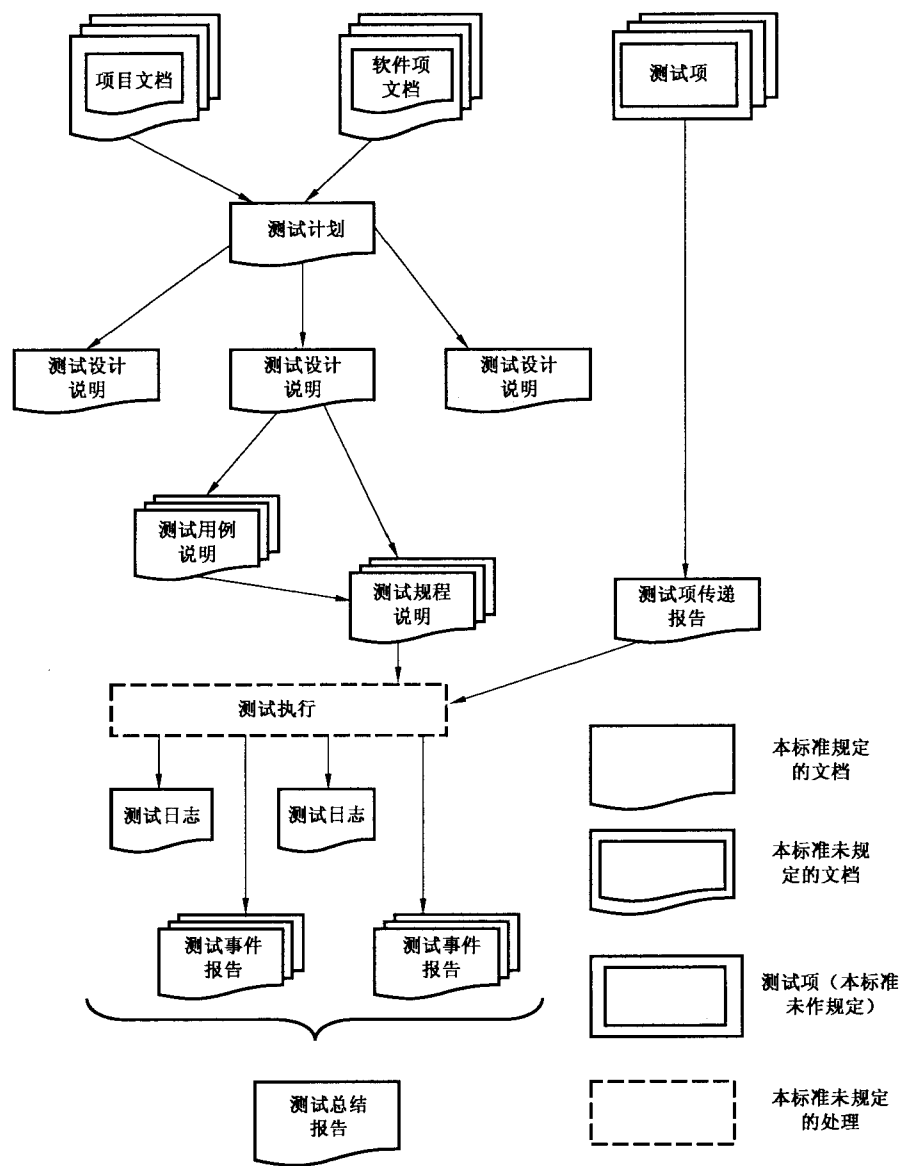 项目文档
软件项
文档
测试项
测试计划
测试设计
说明
测试设计
说明
测试设计
说明
测试用例
说明
测试规程
说明
测试项传递
报告
测试执行
测试日志
测试日志
测试事件
报告
测试事件
报告
测试总结
报告
本标准规定
的文档
本标准未规
定的文档
测试项（本标准
未作规定）
本标准未规定
的处理